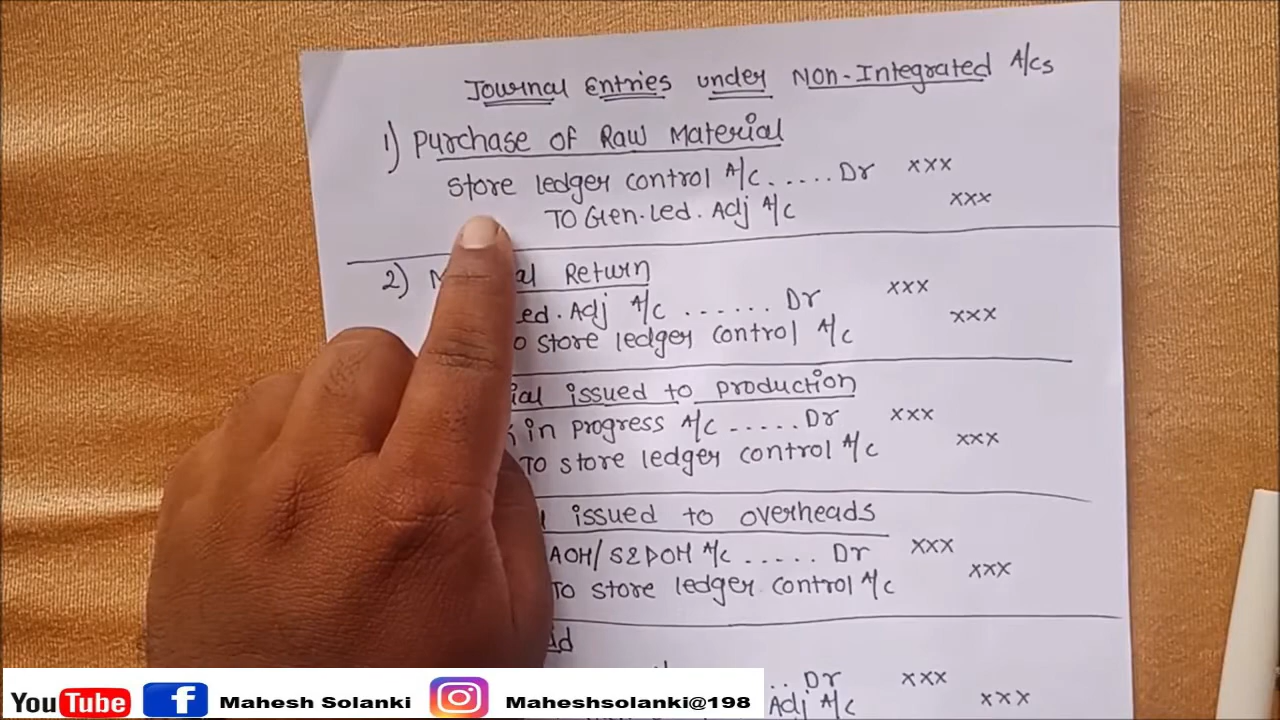 Journal Entries under Non-Integrated A/cs
1) Purchase of Raw Material
Store ledger control A/c.....Dr xxx
TO Gen.Led. Adj A/c xxx
2) Return
Adj A/c ...... Dr xxx
store ledger control A/c xxx
issued to production
in progress A/c .....Dr xxx
TO store ledger control A/c xxx
issued to overheads
AOH/S&DOH A/c ..... Dr xxx
To store ledger control A/c xxx
.. Dr xxx
Adj A/c xxx
YouTube Mahesh Solanki Maheshsolanki@198